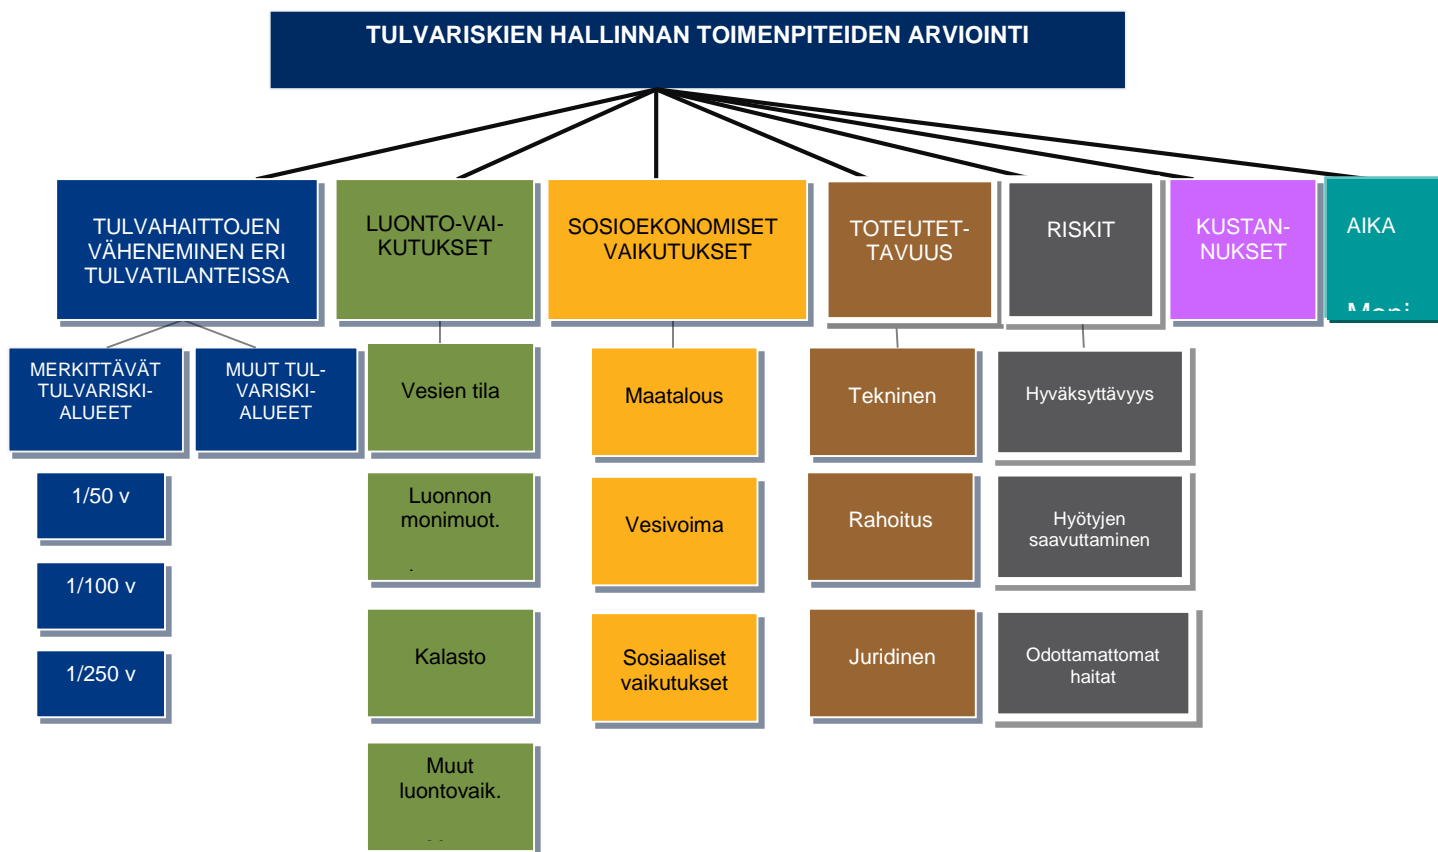 TULVARISKIEN HALLINNAN TOIMENPITEIDEN ARVIOINTI
TULVAHAITTOJEN
VÄHENEMINEN ERI
TULVATILANTEISSA
LUONTO-VAI-
KUTUKSET
SOSIOEKONOMISET
VAIKUTUKSET
TOTEUTET-
TAVUUS
RISKIT
KUSTAN-
NUKSET
AIKA
MERKITTÄVÄT
TULVARISKI-
ALUEET
MUUT TUL-
VARISKI-
ALUEET
1/50 v
1/100 v
1/250 v
Vesien tila
Luonnon
monimuot.
Kalasto
Muut
luontovaik.
Maatalous
Vesivoima
Sosiaaliset
vaikutukset
Tekninen
Rahoitus
Juridinen
Hyväksyttävyys
Hyötyjen
saavuttaminen
Odottamattomat
haitat